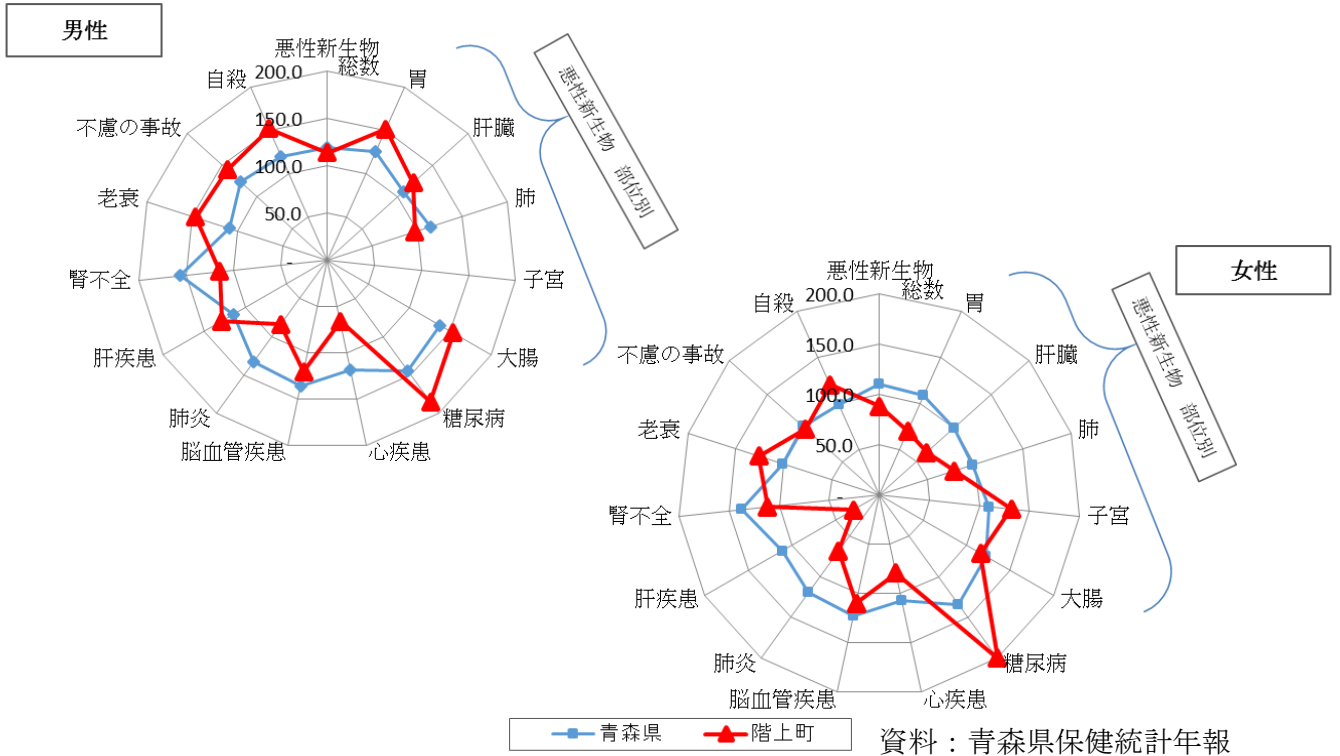 男性
悪性新生物
総数
胃
肝臓
肺
子宮
大腸
糖尿病
心疾患
脳血管疾患
肺炎
肝疾患
腎不全
老衰
不慮の事故
自殺
200.0
150.0
100.0
50.0
-
悪性新生物 部位別
女性
悪性新生物
総数
胃
肝臓
肺
子宮
大腸
糖尿病
心疾患
脳血管疾患
肺炎
肝疾患
腎不全
老衰
不慮の事故
自殺
200.0
150.0
100.0
50.0
-
悪性新生物 部位別
青森県 階上町
資料：青森県保健統計年報